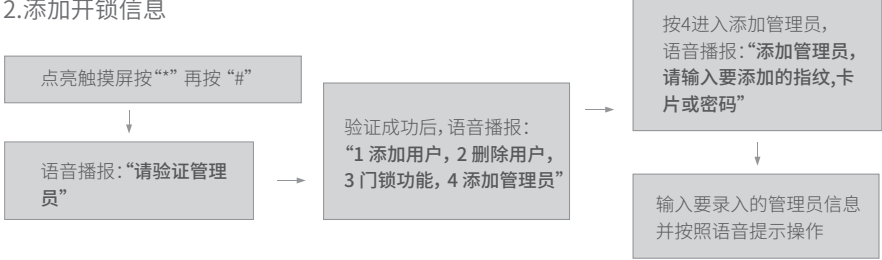 2.添加开锁信息
点亮触摸屏按“*” 再按 “#”
语音播报：“请验证管理
员”
验证成功后，语音播报：
“1 添加用户，2 删除用户，
3 门锁功能，4 添加管理员”
按4进入添加管理员，
语音播报：“添加管理员，
请输入要添加的指纹,卡
片或密码”
输入要录入的管理员信息
并按照语音提示操作